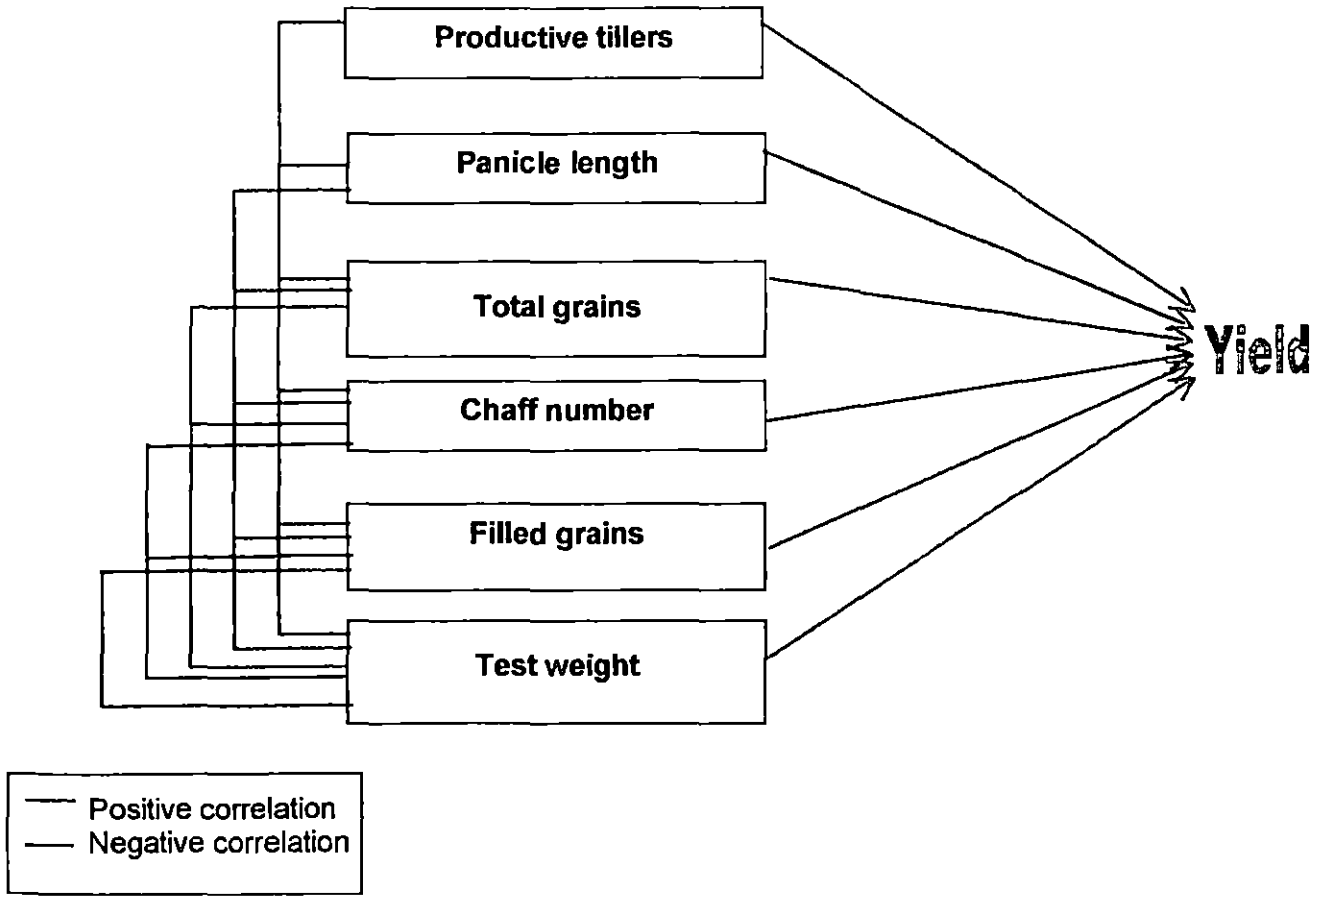 Productive tillers
Panicle length
Total grains
Yield
Chaff number
Filled grains
Test weight
Positive correlation
Negative correlation